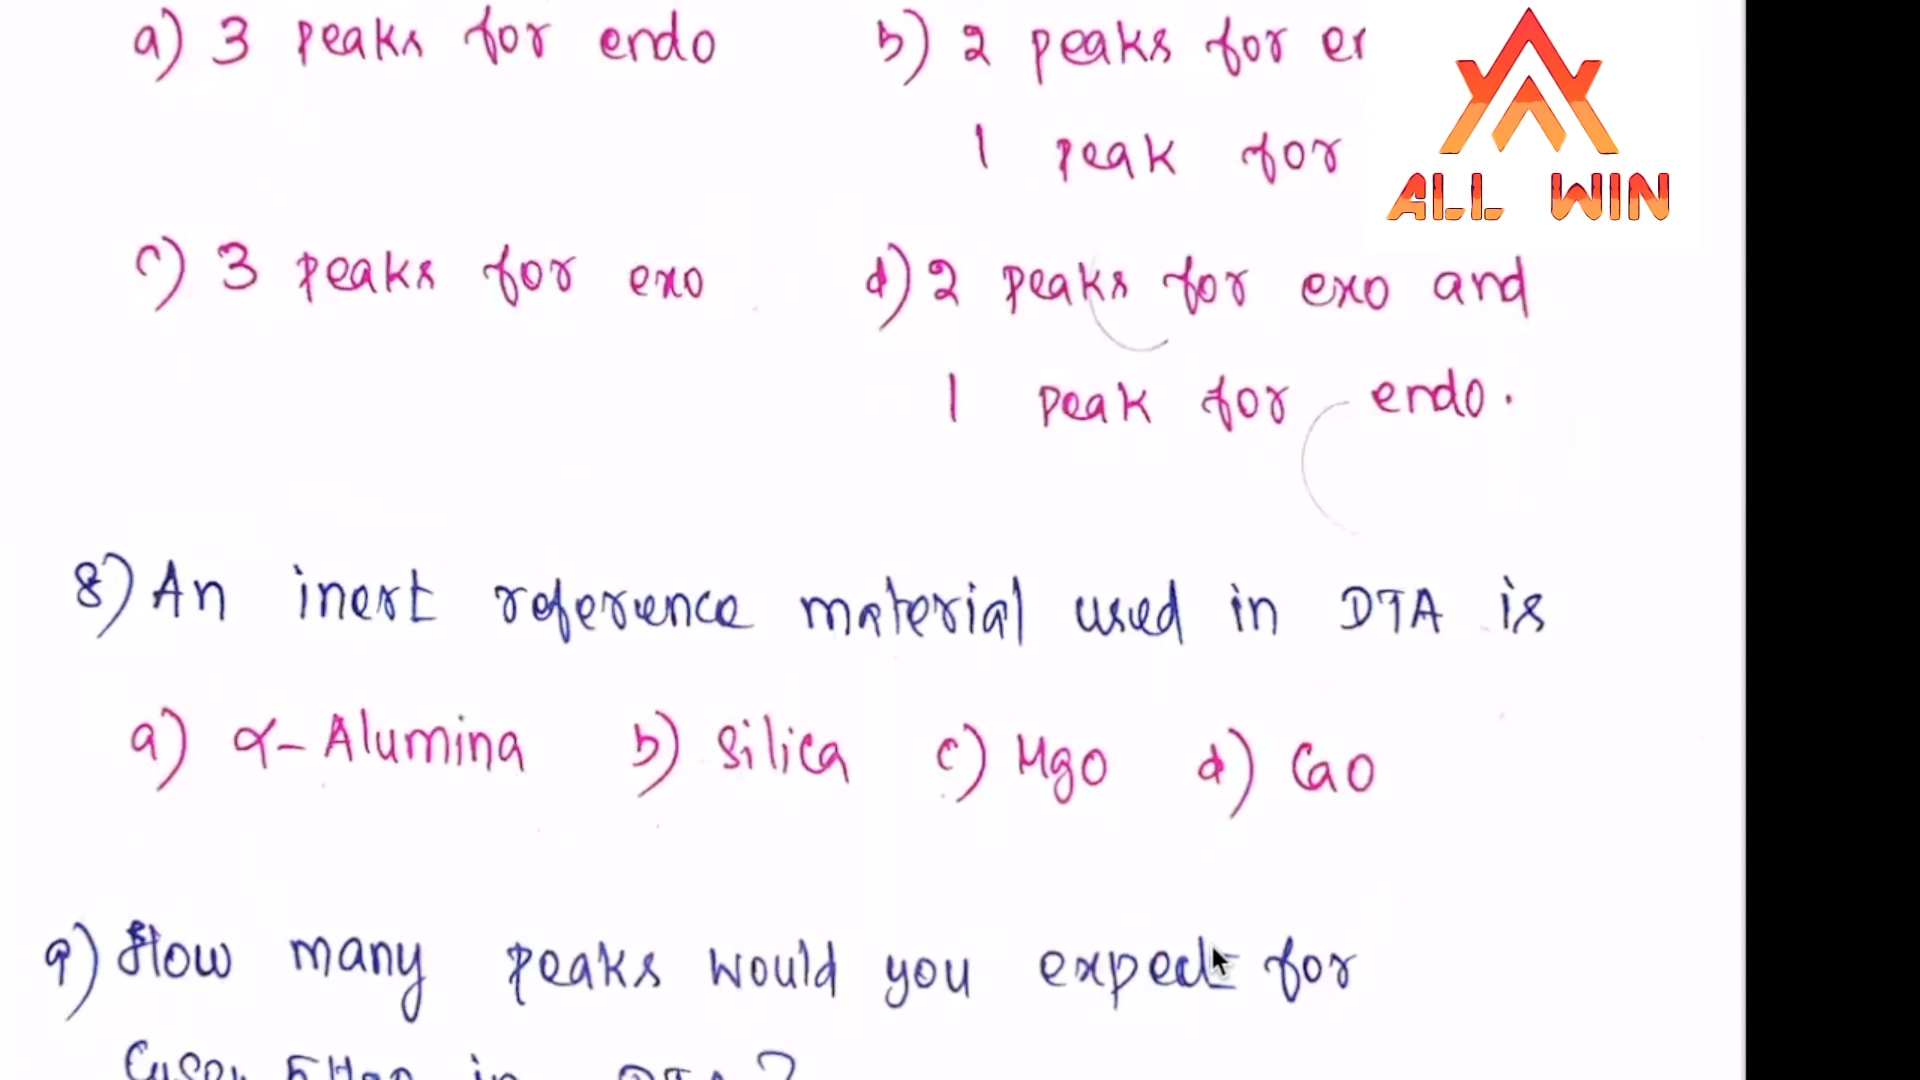 a) 3 peaks for endo b) 2 peaks for
1 peak for
ALL WIN
c) 3 peaks for exo d) 2 peaks for exo and
1 peak for endo.
8) An inert reference material used in DTA is
a) α-Alumina b) Silica c) MgO d) CaO
9) How many peaks would you expect for
in